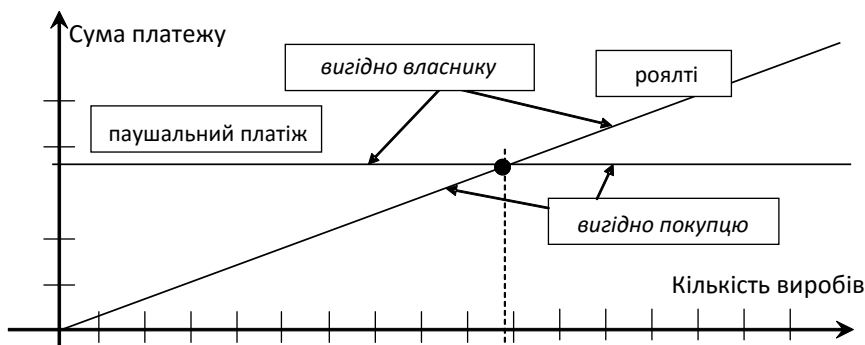 Сума платежу
вигідно власнику
роялті
паушальний платіж
вигідно покупцю
Кількість виробів